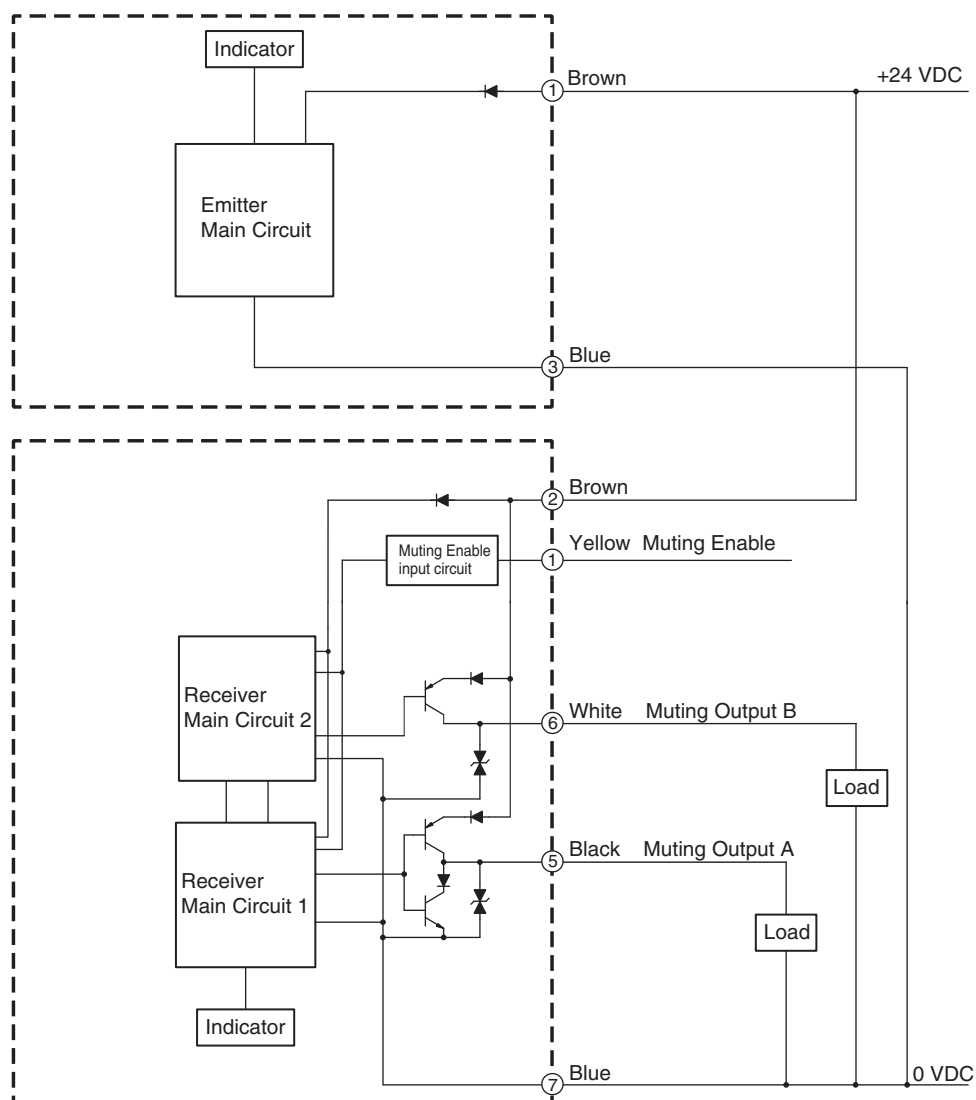 Indicator
1
Brown
+24 VDC
Emitter
Main Circuit
3
Blue
2
Brown
Muting Enable
input circuit
1
Yellow Muting Enable
Receiver
Main Circuit 2
6
White Muting Output B
Load
Receiver
Main Circuit 1
5
Black Muting Output A
Load
Indicator
7
Blue
0 VDC